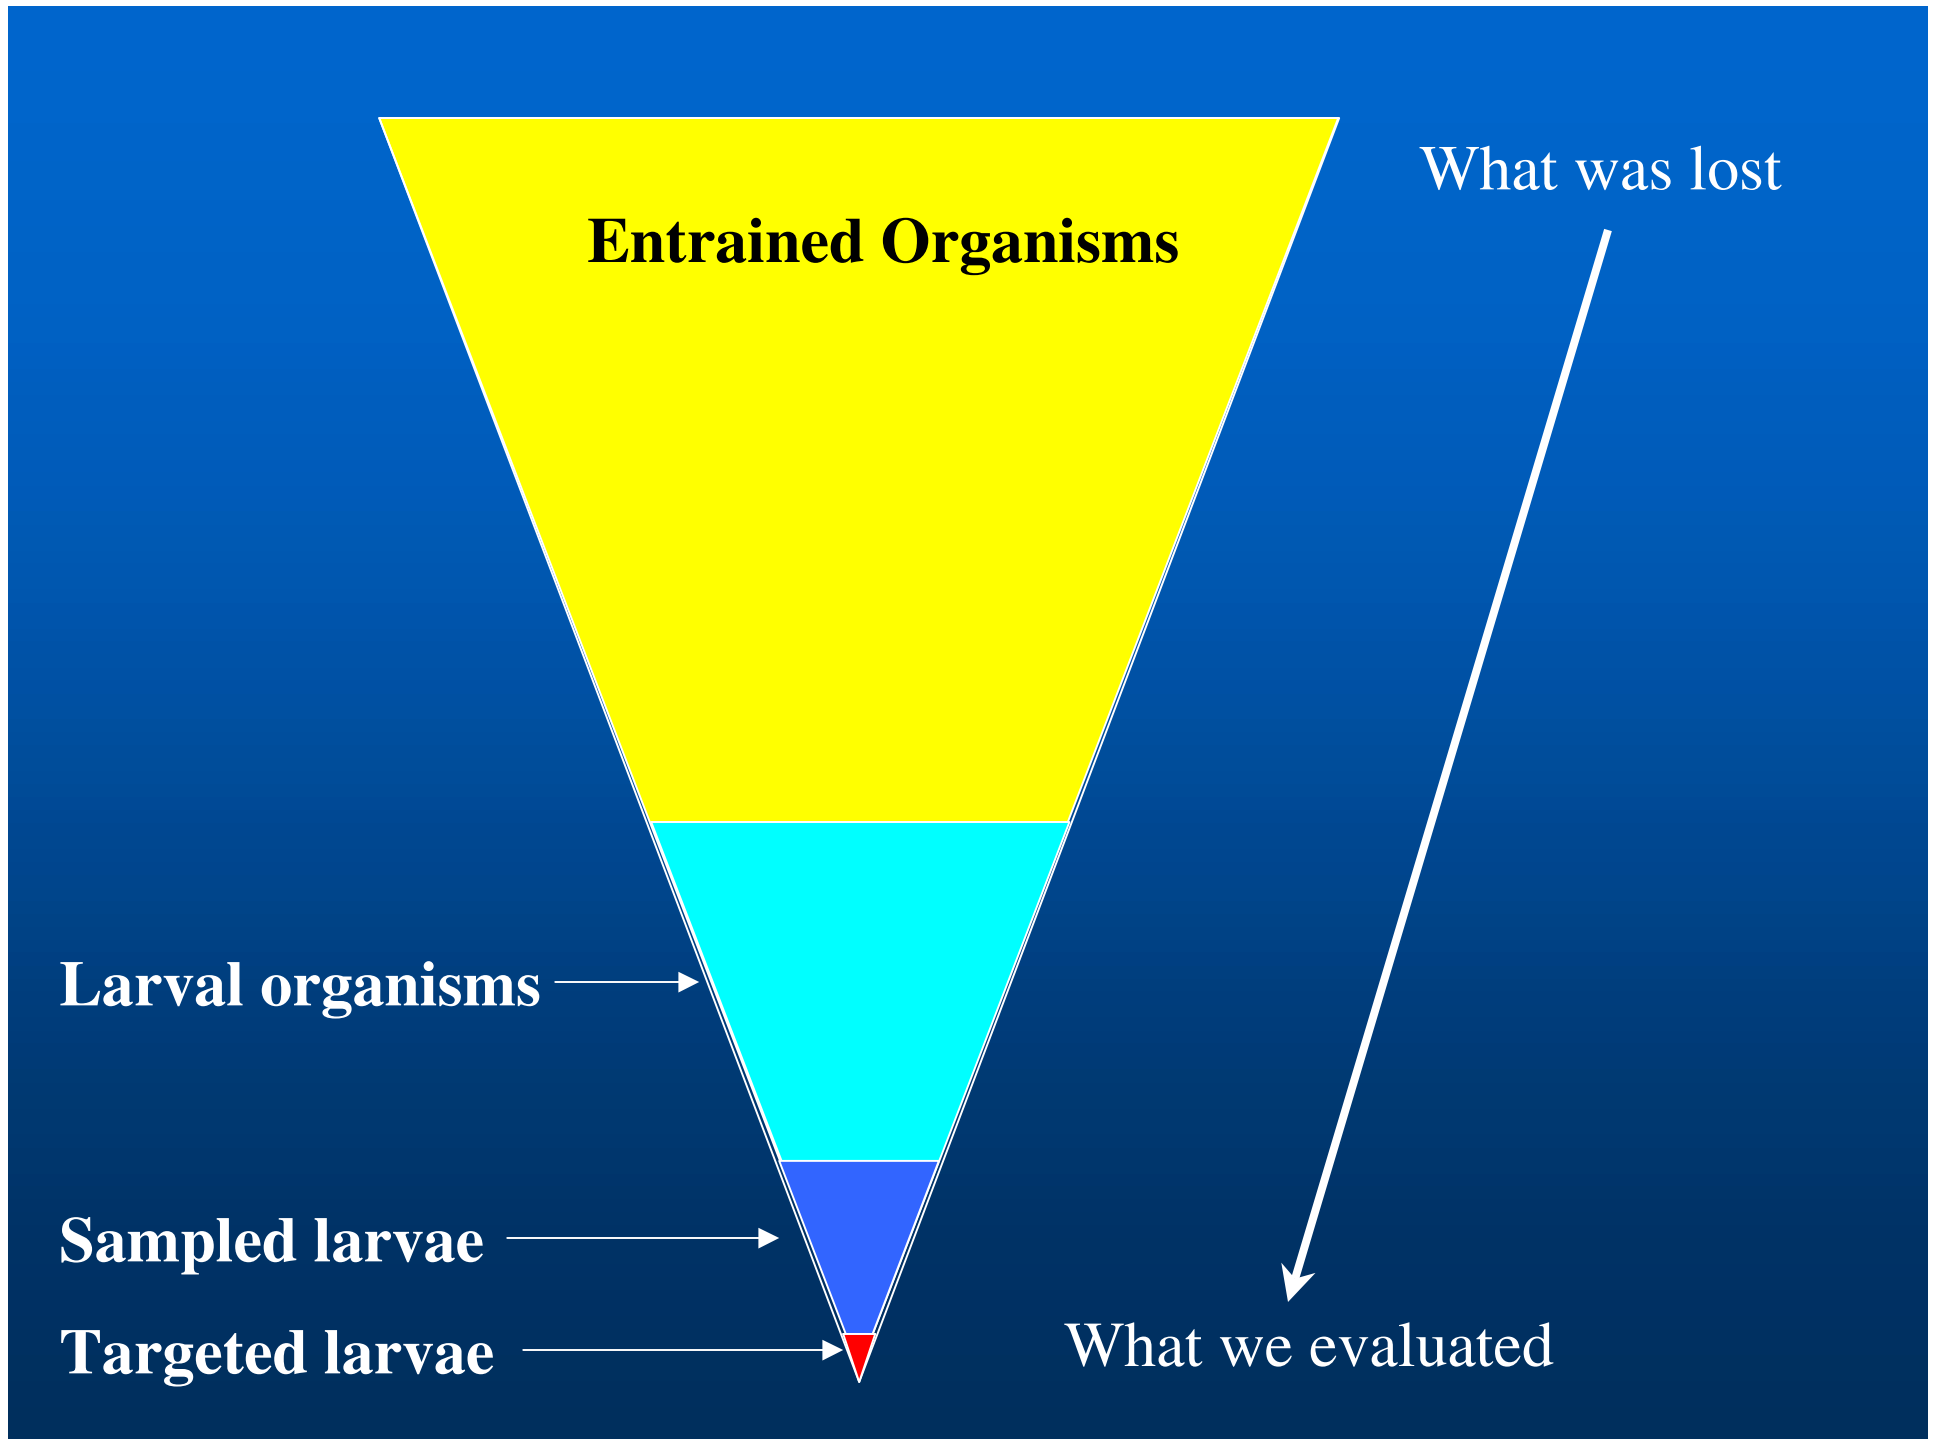 What was lost
Entrained Organisms
Larval organisms
Sampled larvae
Targeted larvae
What we evaluated